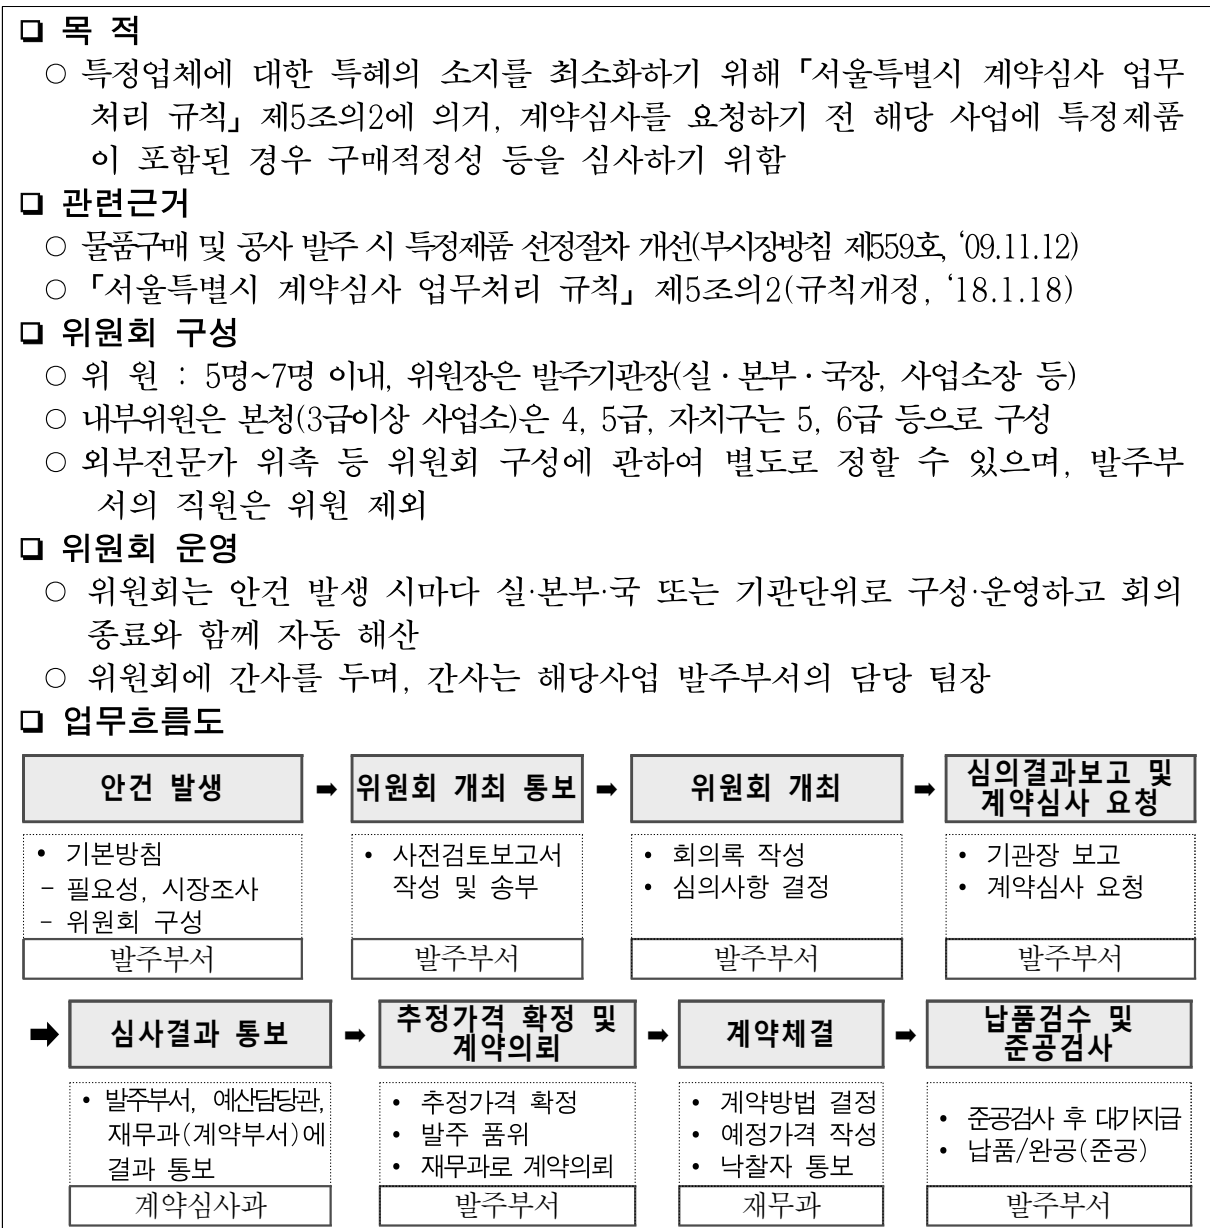 ❏ 목 적
○ 특정업체에 대한 특혜의 소지를 최소화하기 위해 「서울특별시 계약심사 업무
처리 규칙」 제5조의2에 의거, 계약심사를 요청하기 전 해당 사업에 특정제품
이 포함된 경우 구매적정성 등을 심사하기 위함
❏ 관련근거
○ 물품구매 및 공사 발주 시 특정제품 선정절차 개선(부시장방침 제559호, ‘09.11.12)
○ 「서울특별시 계약심사 업무처리 규칙」 제5조의2(규칙개정, ‘18.1.18)
❏ 위원회 구성
○ 위 원 : 5명~7명 이내, 위원장은 발주기관장(실·본부·국장, 사업소장 등)
○ 내부위원은 본청(3급이상 사업소)은 4, 5급, 자치구는 5, 6급 등으로 구성
○ 외부전문가 위촉 등 위원회 구성에 관하여 별도로 정할 수 있으며, 발주부
서의 직원은 위원 제외
❏ 위원회 운영
○ 위원회는 안건 발생 시마다 실·본부·국 또는 기관단위로 구성·운영하고 회의
종료와 함께 자동 해산
○ 위원회에 간사를 두며, 간사는 해당사업 발주부서의 담당 팀장
❏ 업무흐름도
안건 발생
• 기본방침
- 필요성, 시장조사
- 위원회 구성
발주부서
➡
위원회 개최 통보
• 사전검토보고서
작성 및 송부
발주부서
➡
위원회 개최
• 회의록 작성
• 심의사항 결정
발주부서
➡
심의결과보고 및
계약심사 요청
• 기관장 보고
• 계약심사 요청
발주부서
➡
심사결과 통보
• 발주부서, 예산담당관,
재무과(계약부서)에
결과 통보
계약심사과
➡
추정가격 확정 및
계약의뢰
• 추정가격 확정
• 발주 품위
• 재무과로 계약의뢰
발주부서
➡
계약체결
• 계약방법 결정
• 예정가격 작성
• 낙찰자 통보
재무과
➡
납품검수 및
준공검사
• 준공검사 후 대가지급
• 납품/완공(준공)
발주부서